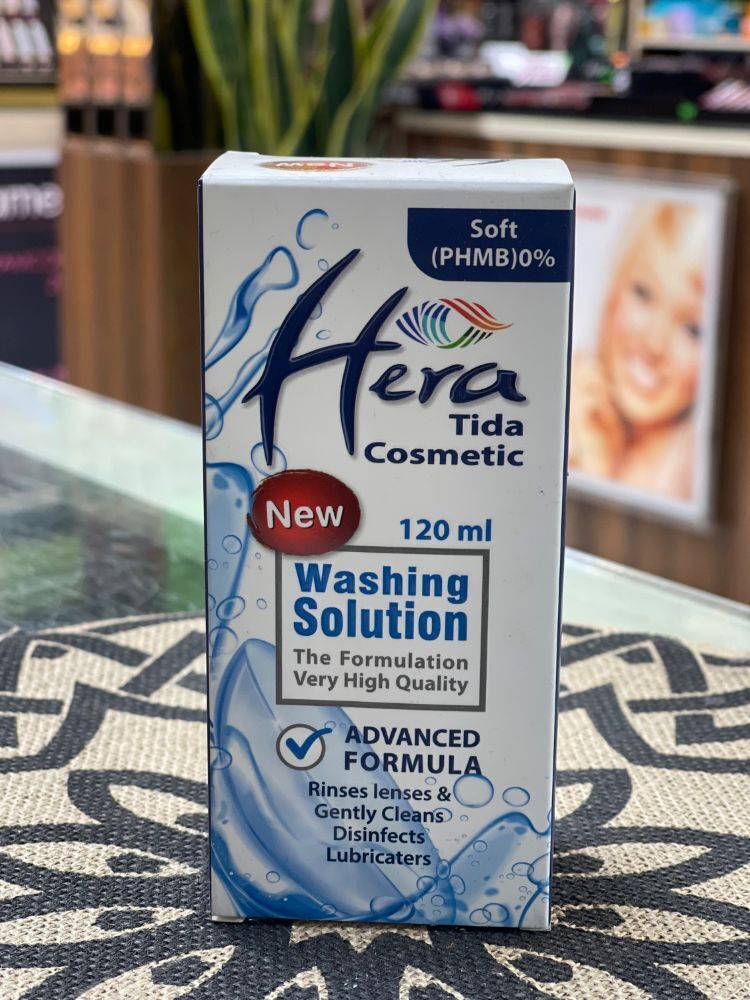 New
Soft
(PHMB)0%
Hera
Tida
Cosmetic
New
120 ml
Washing
Solution
The Formulation
Very High Quality
ADVANCED
FORMULA
Rinses lenses &
Gently Cleans
Disinfects
Lubricaters